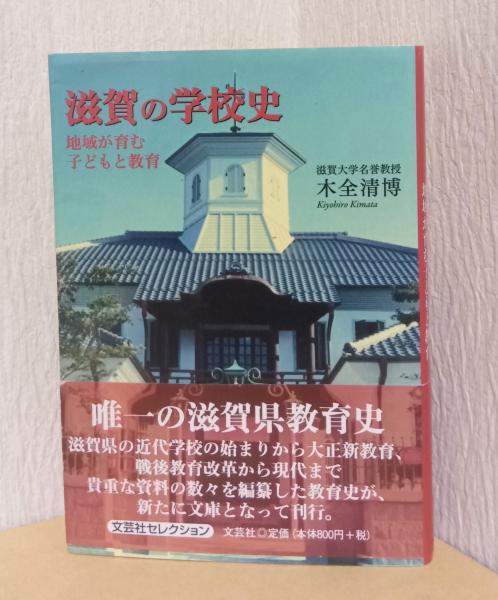 滋賀の学校史
地域が育む
子どもと教育
滋賀大学名誉教授
木全清博
Kiyohiro Kimata
唯一の滋賀県教育史
滋賀県の近代学校の始まりから大正新教育、
戦後教育改革から現代まで
貴重な資料の数々を編纂した教育史が、
新たに文庫となって刊行。
文芸社セレクション
文芸社◎定価（本体800円＋税）